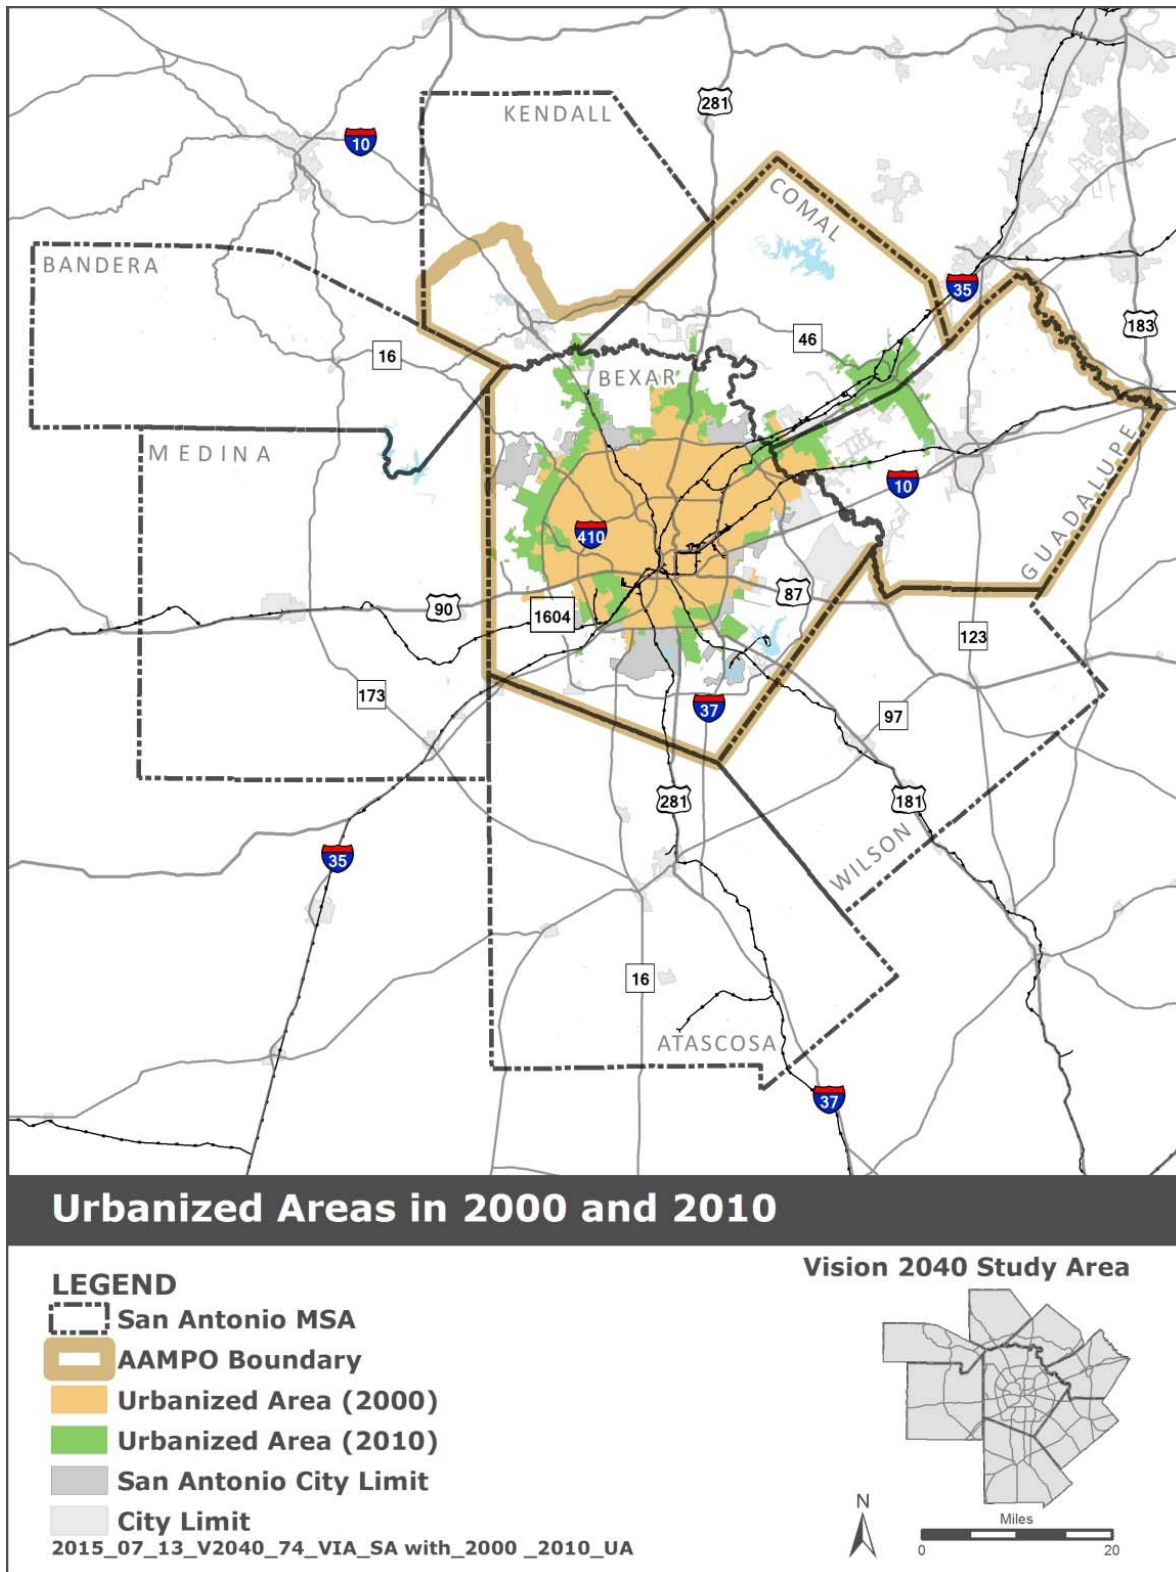 KENDALL
281
10
COMAL
BANDERA
35
183
46
16
BEXAR
MEDINA
10
GUADALUPE
410
90
1604
87
123
173
37
97
281
181
35
WILSON
16
ATASCOSA
37
Urbanized Areas in 2000 and 2010
Vision 2040 Study Area
LEGEND
San Antonio MSA
AAMPO Boundary
Urbanized Area (2000)
Urbanized Area (2010)
San Antonio City Limit
City Limit
N
Miles
0 20
2015_07_13_V2040_74_VIA_SA with_2000 _2010_UA